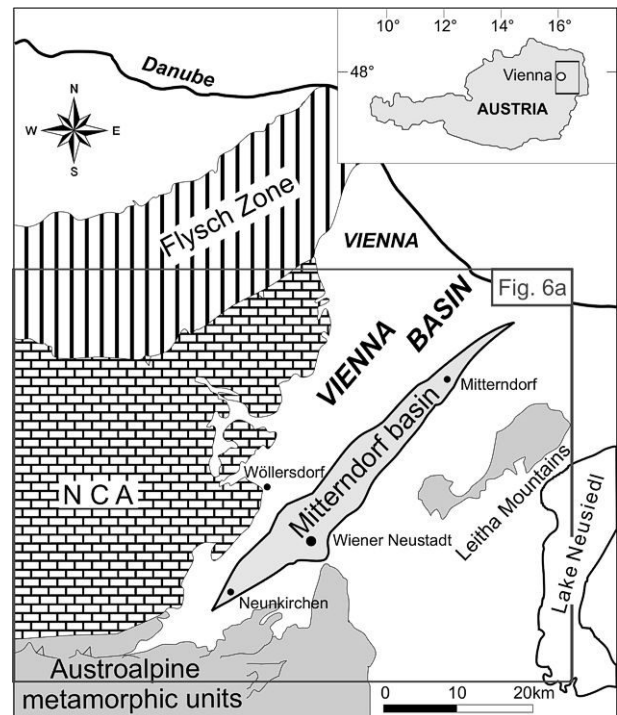 10° 12° 14° 16°
48°
Vienna
48°
AUSTRIA
Danube
N
W E
S
Flysch Zone
VIENNA
Fig. 6a
VIENNA
BASIN
Mitterndorf
Mitterndorf basin
Wöllersdorf
Leitha Mountains
NCA
Wiener Neustadt
Lake Neusiedl
Neunkirchen
Austroalpine
metamorphic units
0 10 20km